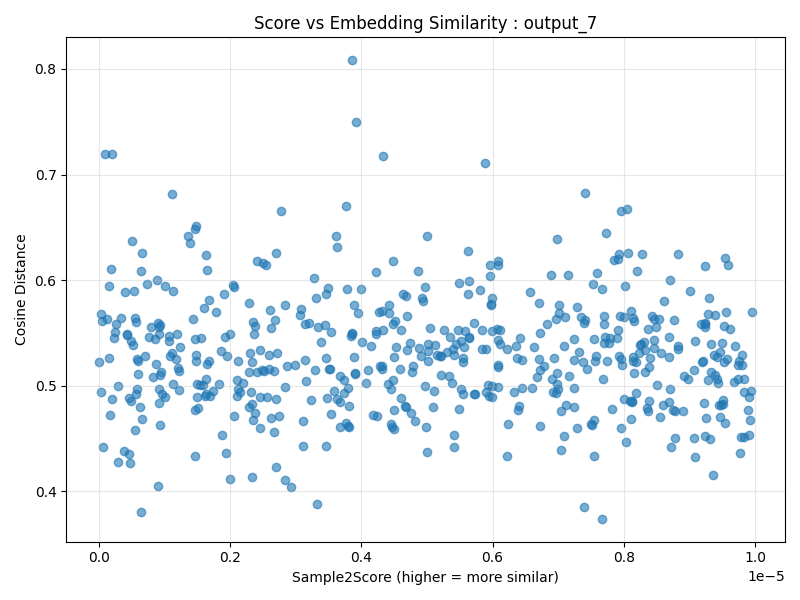 Score vs Embedding Similarity : output_7
Cosine Distance
0.8
0.7
0.6
0.5
0.4
0.0
0.2
0.4
0.6
0.8
1.0
1e−5
Sample2Score (higher = more similar)